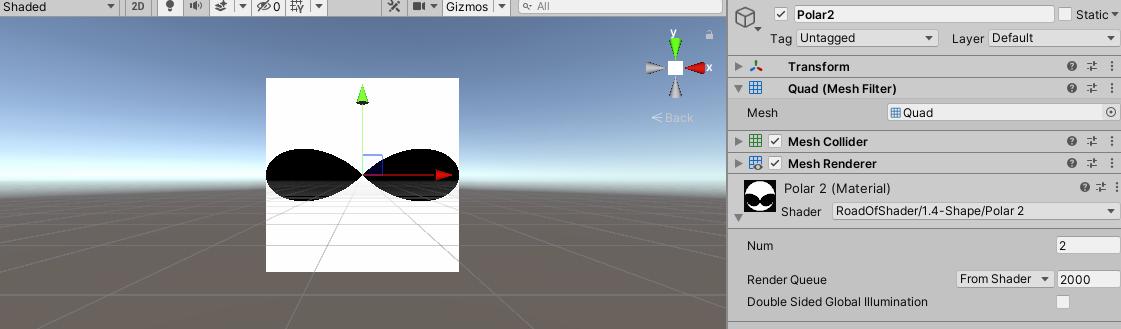 Shaded 2D 0 Gizmos All
y
x
Back
Polar2 Static
Tag Untagged Layer Default
Transform
Quad (Mesh Filter)
Mesh Quad
Mesh Collider
Mesh Renderer
Polar 2 (Material)
Shader RoadOfShader/1.4-Shape/Polar 2
Num 2
Render Queue From Shader 2000
Double Sided Global Illumination